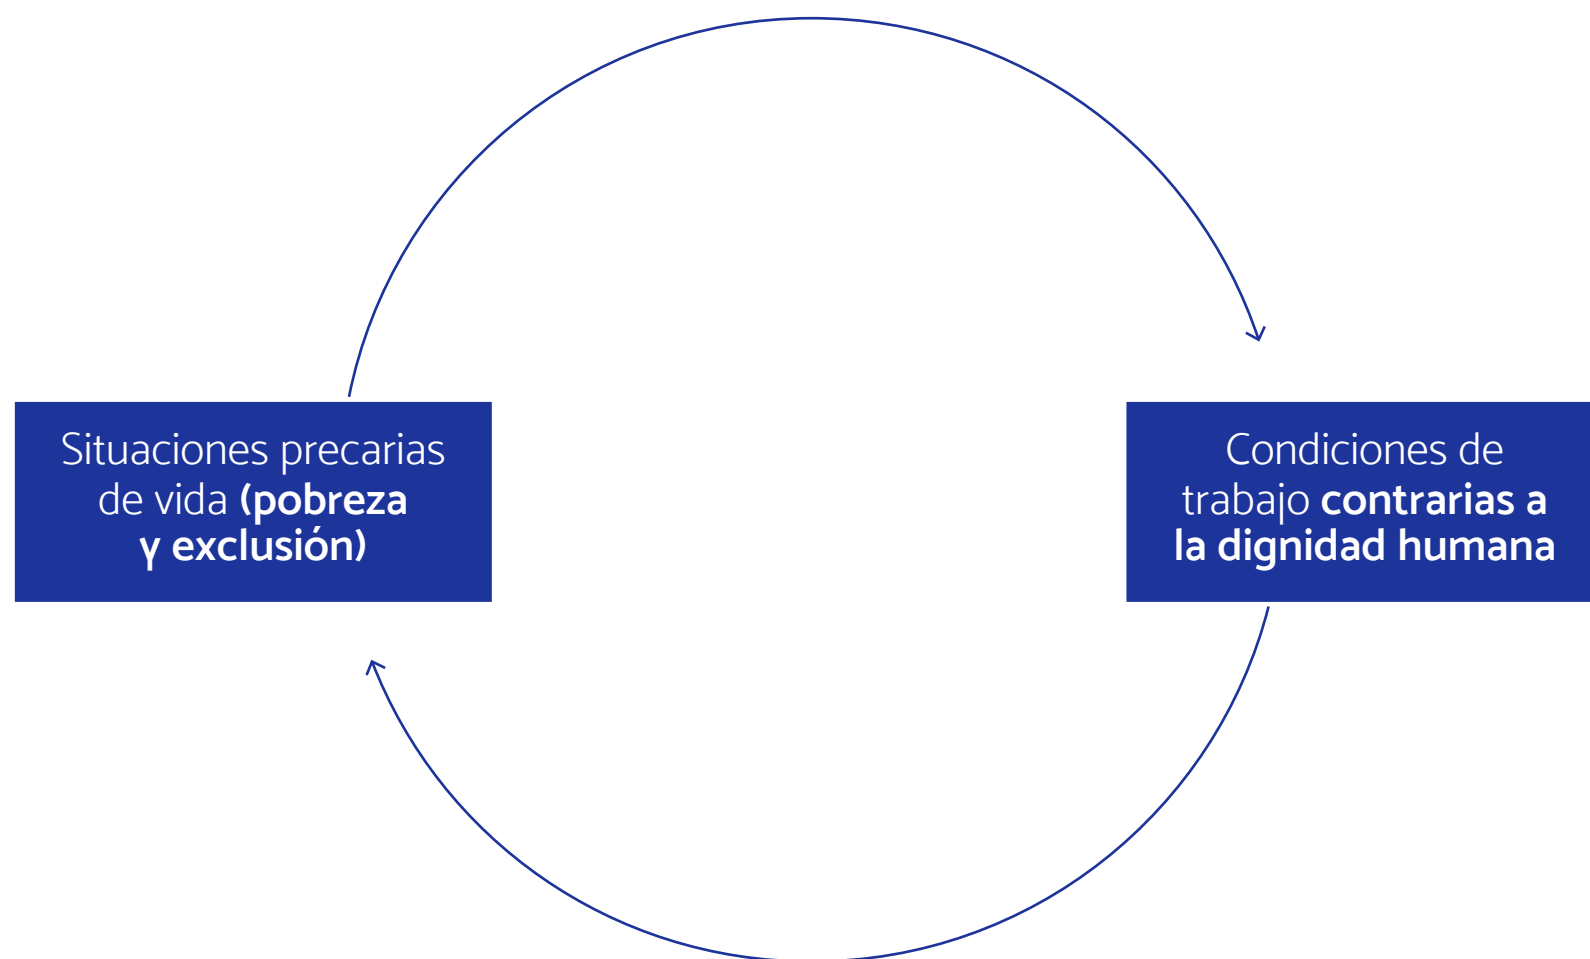 Situaciones precarias
de vida (pobreza
y exclusión)
Condiciones de
trabajo contrarias a
la dignidad humana